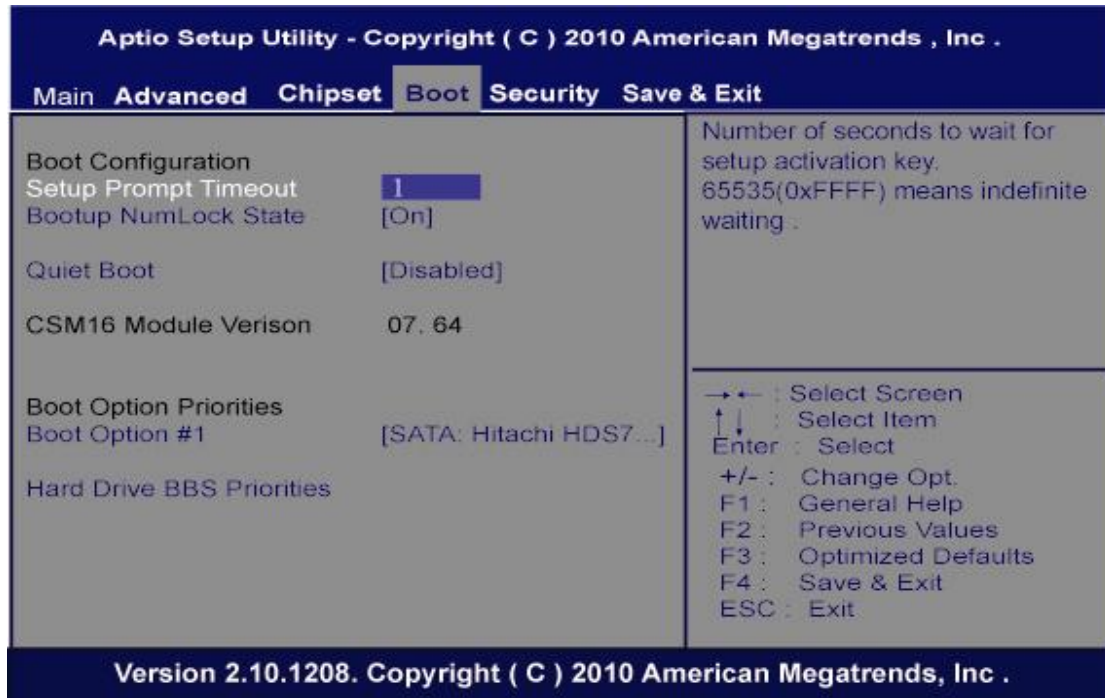 Aptio Setup Utility - Copyright ( C ) 2010 American Megatrends , Inc .
Main Advanced Chipset Boot Security Save & Exit
Boot Configuration
Setup Prompt Timeout 1
Bootup NumLock State [On]
Quiet Boot [Disabled]
CSM16 Module Verison 07. 64
Boot Option Priorities
Boot Option #1 [SATA: Hitachi HDS7...]
Hard Drive BBS Priorities
Number of seconds to wait for
setup activation key.
65535(0xFFFF) means indefinite
waiting .
→← : Select Screen
↑↓ : Select Item
Enter : Select
+/- : Change Opt.
F1 : General Help
F2 : Previous Values
F3 : Optimized Defaults
F4 : Save & Exit
ESC : Exit
Version 2.10.1208. Copyright ( C ) 2010 American Megatrends, Inc .